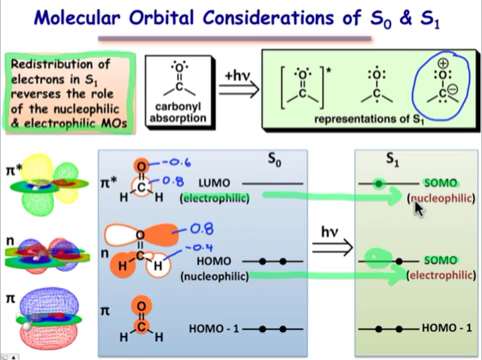 Molecular Orbital Considerations of S₀ & S₁
Redistribution of
electrons in S₁
reverses the role
of the nucleophilic
& electrophilic MOs
O
C
carbonyl
absorption
+hν
[ O C ]*
O
C
⊕
O
C ⊖
representations of S₁
S₀
S₁
π*
π*
O
C
H H
-0.6
0.8
LUMO
(electrophilic)
SOMO
(nucleophilic)
hν
n
n
O
C
H H
0.8
-0.4
HOMO
(nucleophilic)
SOMO
(electrophilic)
π
π
O
C
H H
HOMO - 1
HOMO - 1